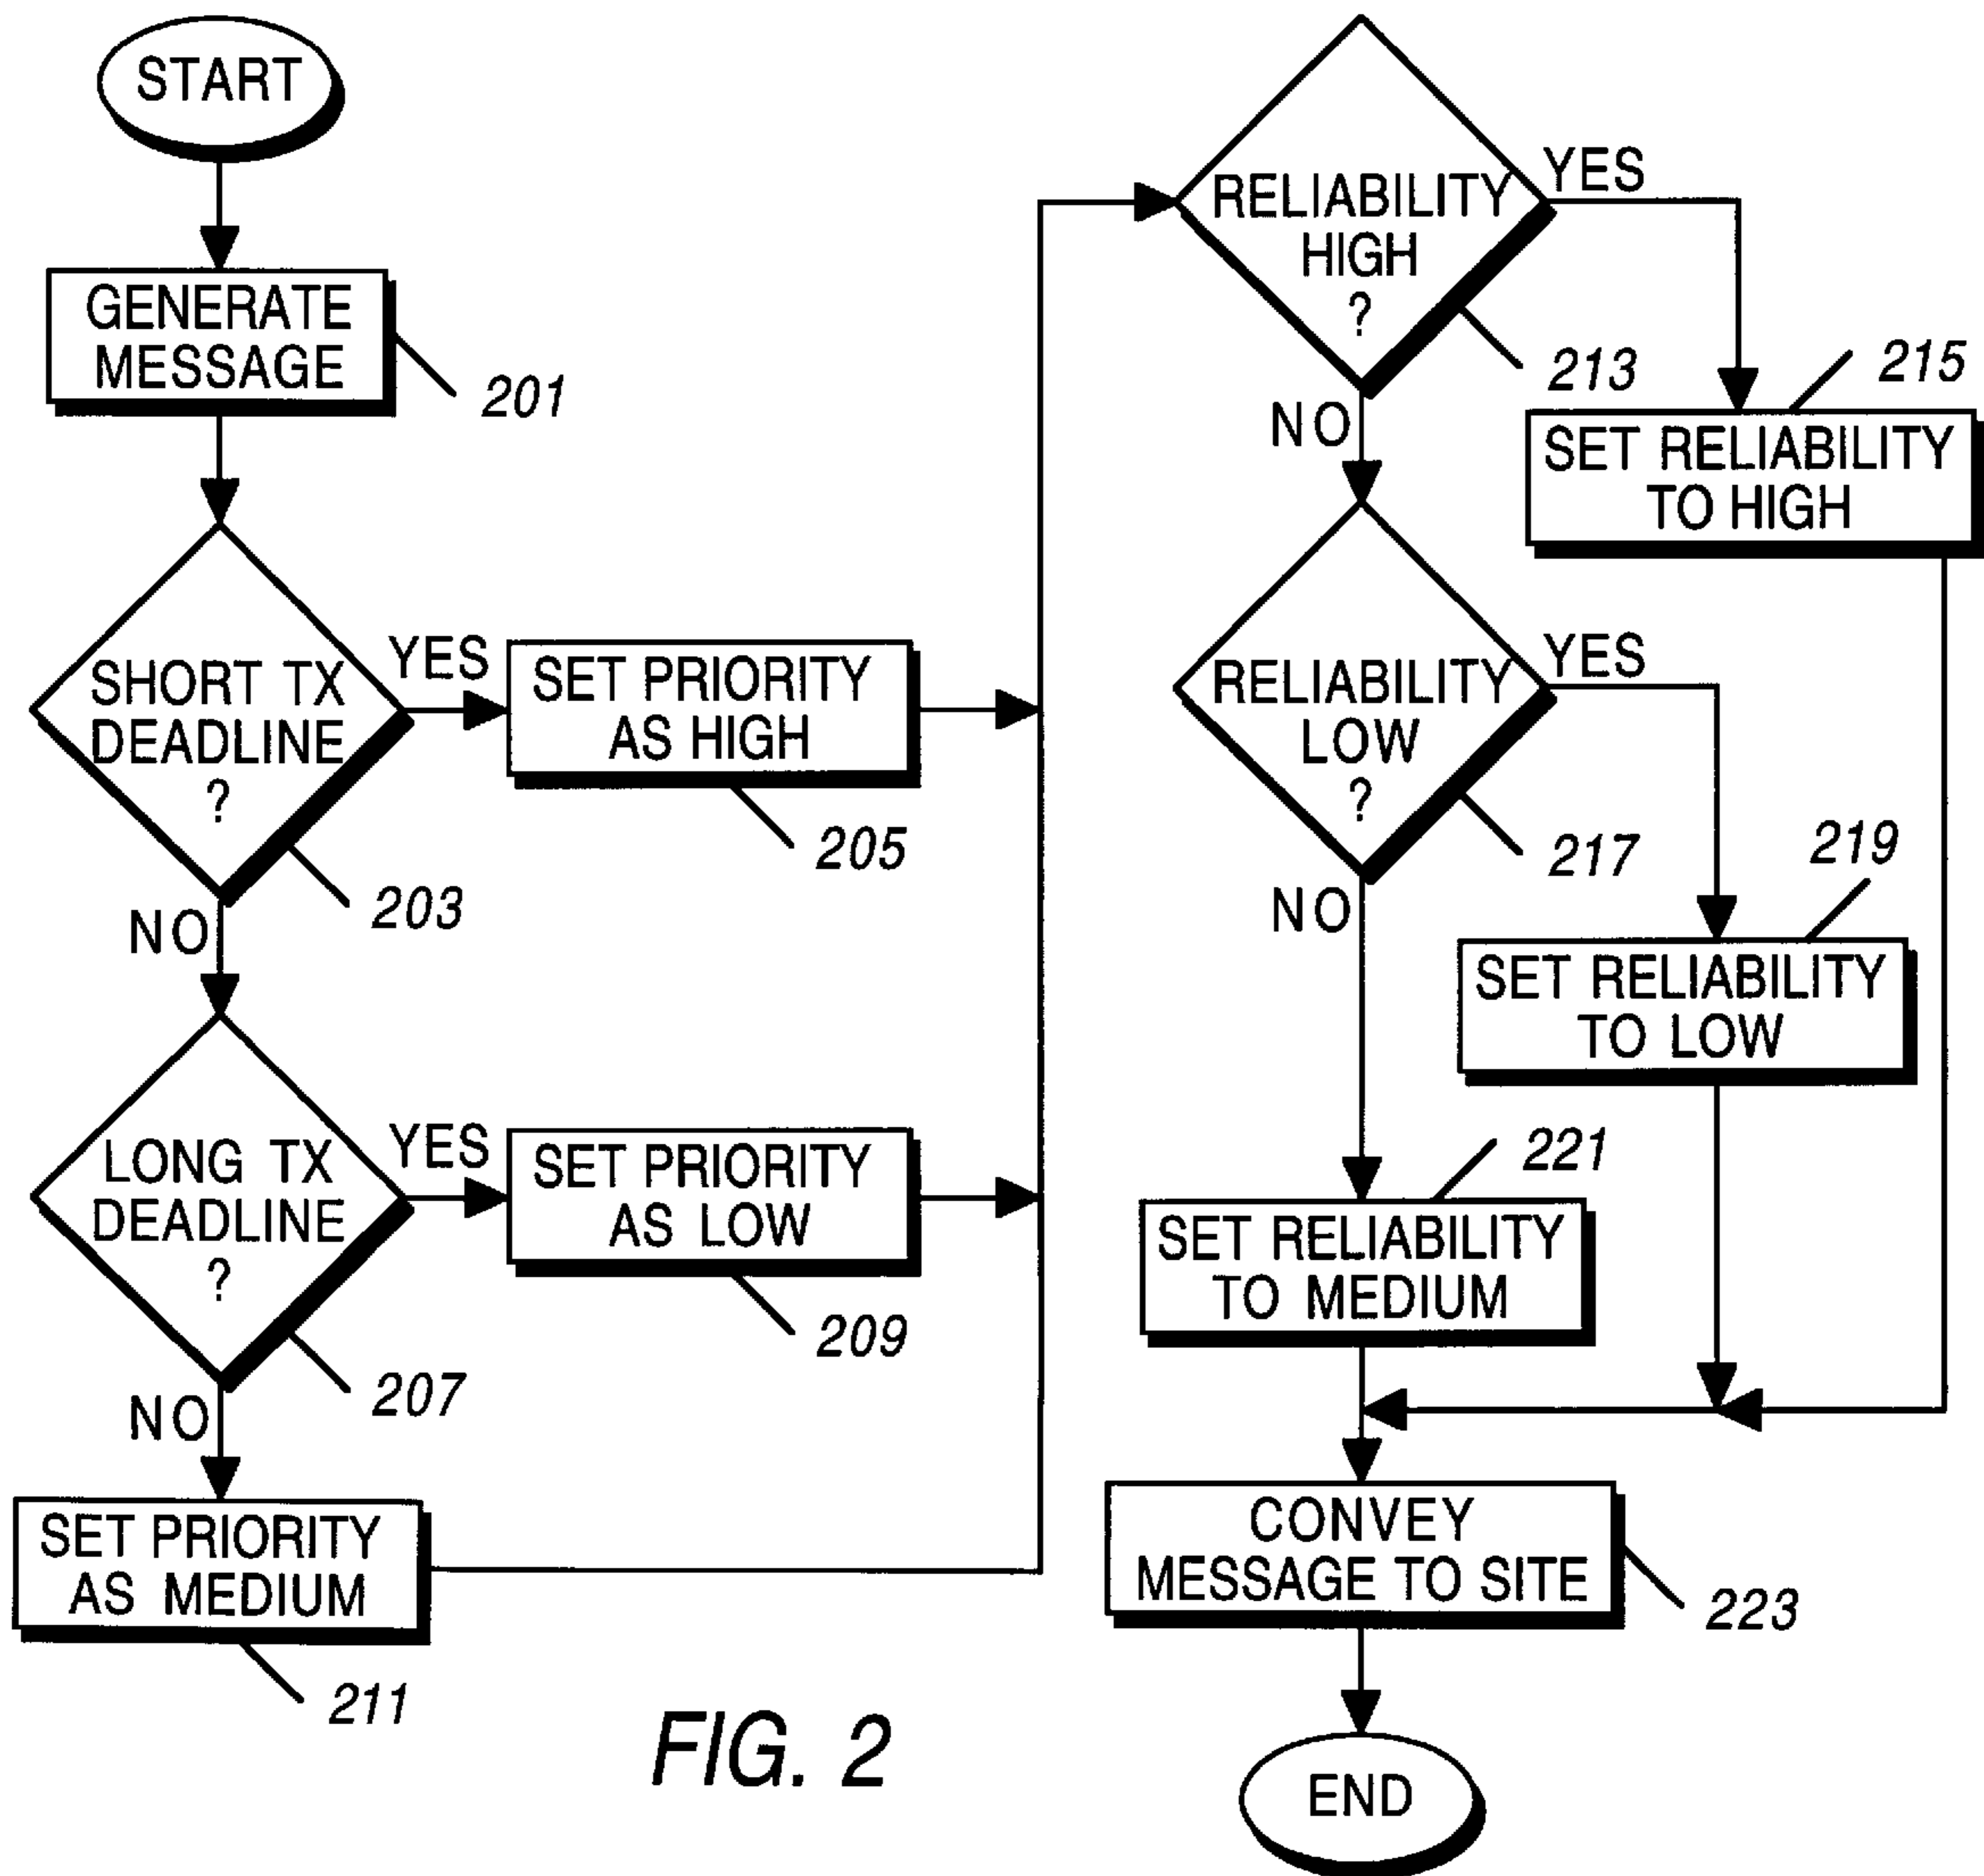 START
GENERATE
MESSAGE
201
SHORT TX
DEADLINE
?
203
YES
NO
SET PRIORITY
AS HIGH
205
LONG TX
DEADLINE
?
207
YES
NO
SET PRIORITY
AS LOW
209
SET PRIORITY
AS MEDIUM
211
RELIABILITY
HIGH
?
213
YES
NO
SET RELIABILITY
TO HIGH
215
RELIABILITY
LOW
?
217
YES
NO
SET RELIABILITY
TO LOW
219
SET RELIABILITY
TO MEDIUM
221
CONVEY
MESSAGE TO SITE
223
END
FIG. 2